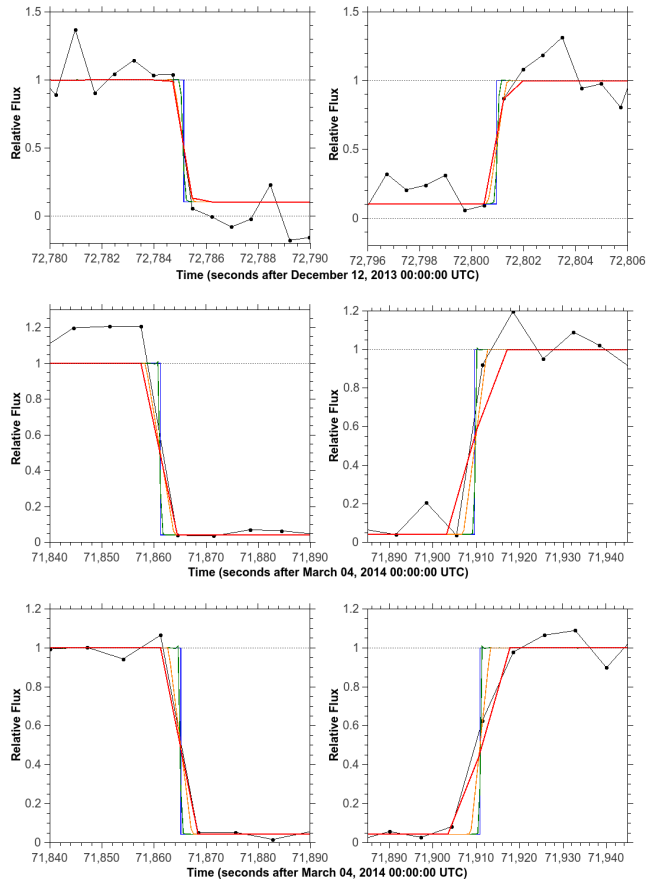 1.5 1.5
Relative Flux Relative Flux
1 1
0.5 0.5
0 0
72,780 72,782 72,784 72,786 72,788 72,790 72,796 72,798 72,800 72,802 72,804 72,806
Time (seconds after December 12, 2013 00:00:00 UTC)
1.2 1.2
Relative Flux Relative Flux
1 1
0.8 0.8
0.6 0.6
0.4 0.4
0.2 0.2
0 0
71,840 71,850 71,860 71,870 71,880 71,890 71,890 71,900 71,910 71,920 71,930 71,940
Time (seconds after March 04, 2014 00:00:00 UTC)
1.2 1.2
Relative Flux Relative Flux
1 1
0.8 0.8
0.6 0.6
0.4 0.4
0.2 0.2
0 0
71,840 71,850 71,860 71,870 71,880 71,890 71,890 71,900 71,910 71,920 71,930 71,940
Time (seconds after March 04, 2014 00:00:00 UTC)